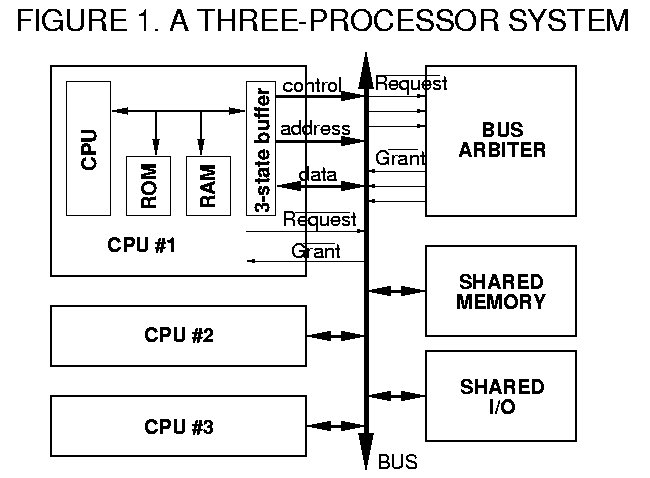 FIGURE 1. A THREE-PROCESSOR SYSTEM
CPU
ROM
RAM
3-state buffer
CPU #1
control
address
data
Request
Grant
Request
Grant
BUS
ARBITER
SHARED
MEMORY
CPU #2
SHARED
I/O
CPU #3
BUS